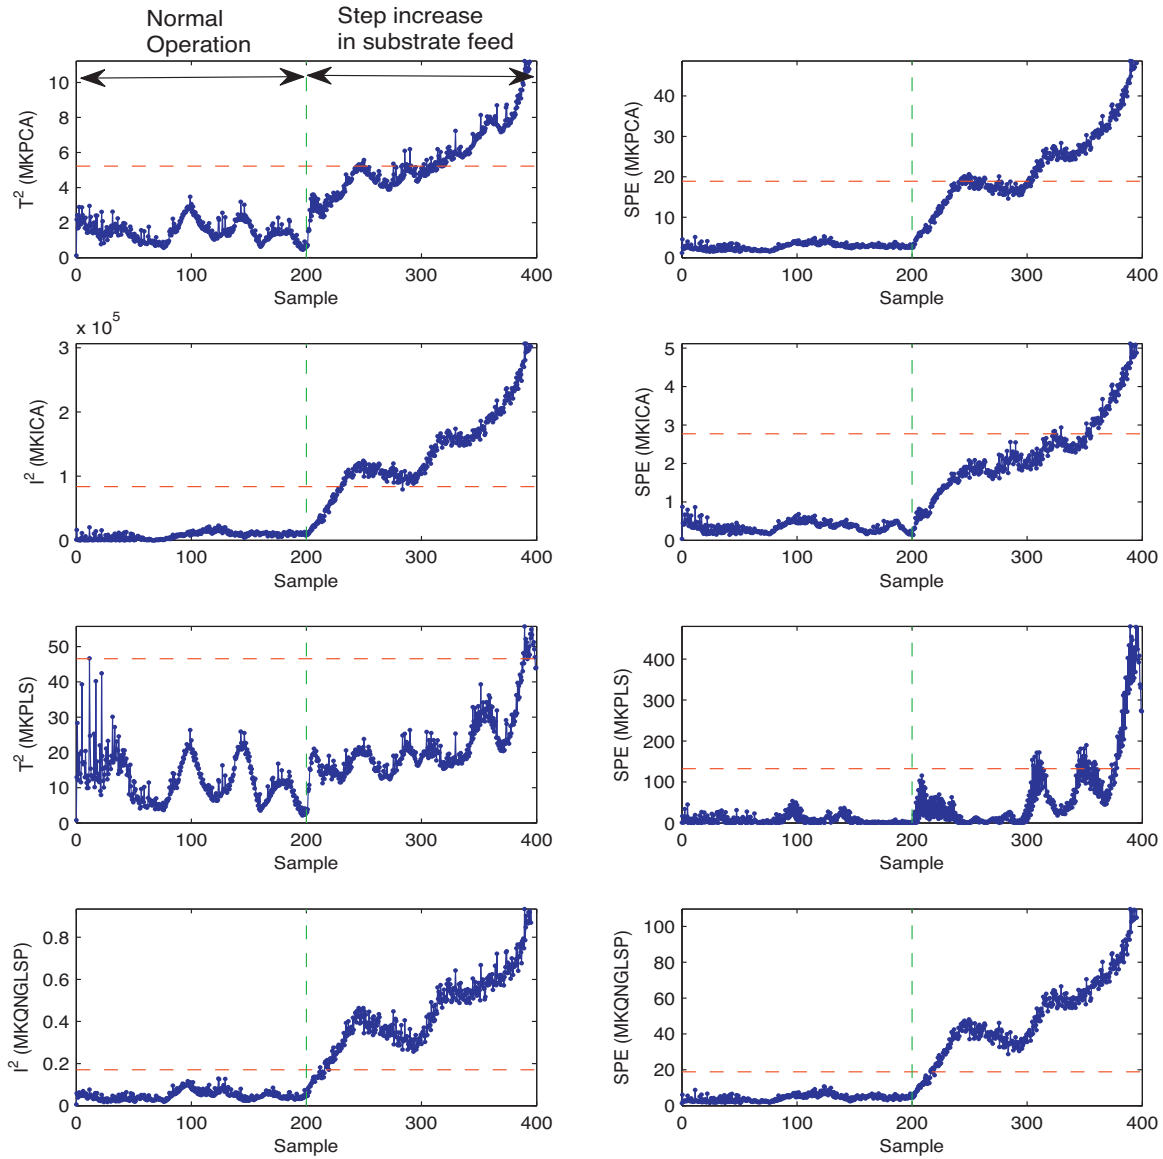 Normal
Operation
Step increase
in substrate feed
10
8
6
4
2
0
T² (MKPCA)
0 100 200 300 400
Sample
40
30
20
10
0
SPE (MKPCA)
0 100 200 300 400
Sample
x 10⁵
3
2
1
0
I² (MKICA)
0 100 200 300 400
Sample
5
4
3
2
1
0
SPE (MKICA)
0 100 200 300 400
Sample
50
40
30
20
10
0
T² (MKPLS)
0 100 200 300 400
Sample
400
300
200
100
0
SPE (MKPLS)
0 100 200 300 400
Sample
0.8
0.6
0.4
0.2
0
I² (MKQNGLSP)
0 100 200 300 400
Sample
100
80
60
40
20
0
SPE (MKQNGLSP)
0 100 200 300 400
Sample